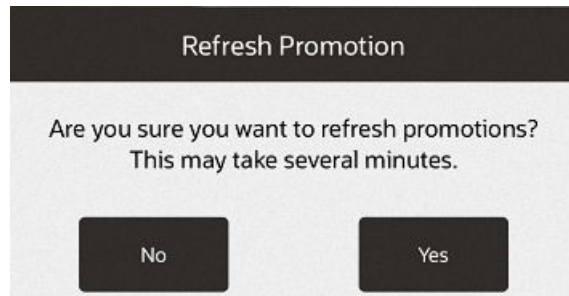 Refresh Promotion
Are you sure you want to refresh promotions?
This may take several minutes.
No
Yes